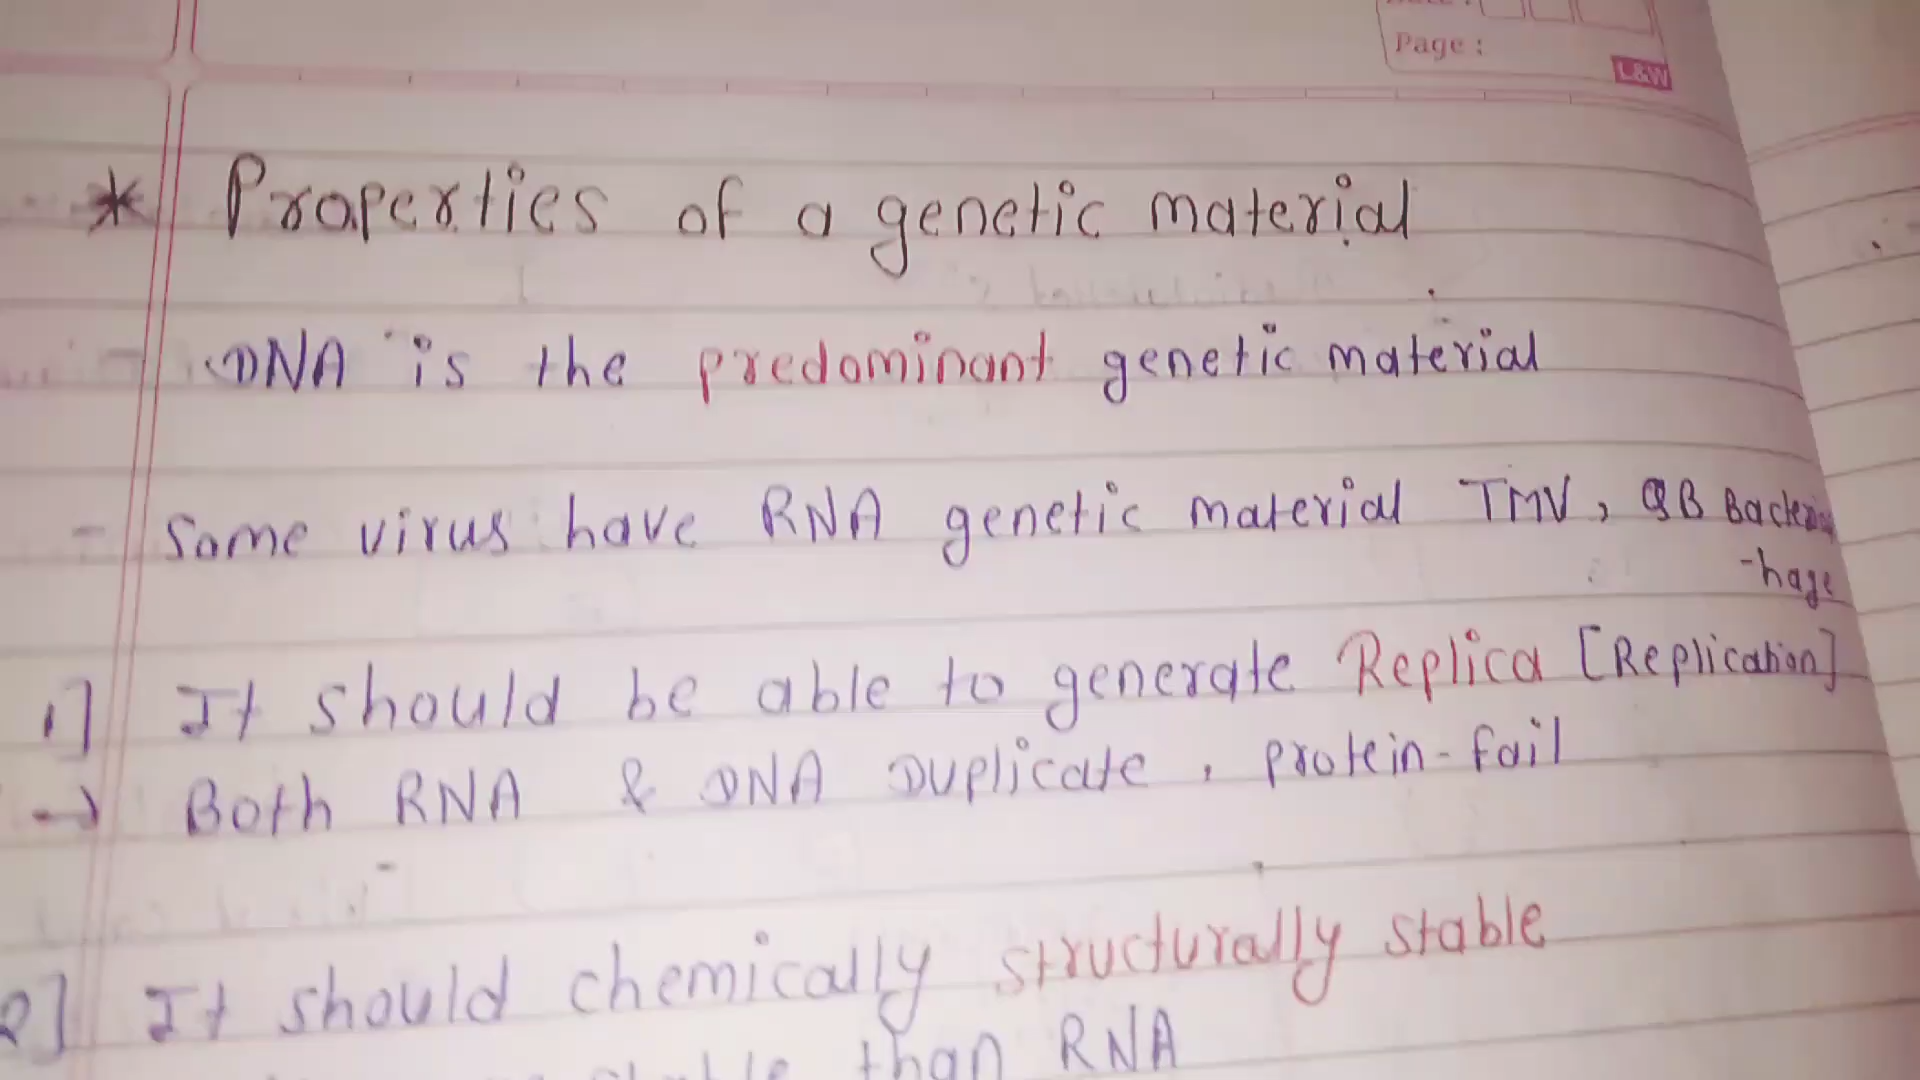 Page :
L&W
* Properties of a genetic material
DNA is the predominant genetic material
- Some virus have RNA genetic material TMV, QB
-hage
1] It should be able to generate Replica [Replication]
→ Both RNA & DNA Duplicate, protein-fail
2] It should chemically structurally stable
than RNA